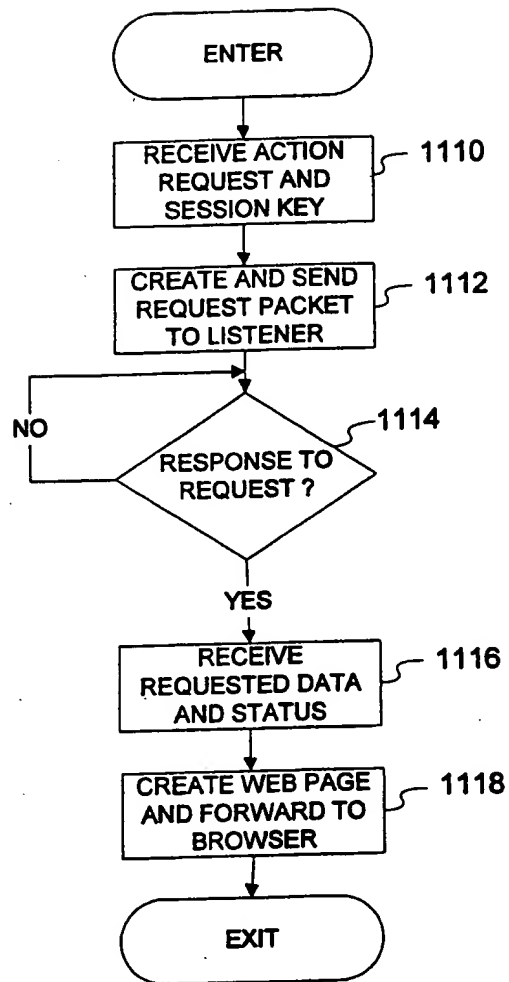 ENTER
RECEIVE ACTION
REQUEST AND
SESSION KEY
1110
CREATE AND SEND
REQUEST PACKET
TO LISTENER
1112
NO
RESPONSE TO
REQUEST ?
1114
YES
RECEIVE
REQUESTED DATA
AND STATUS
1116
CREATE WEB PAGE
AND FORWARD TO
BROWSER
1118
EXIT